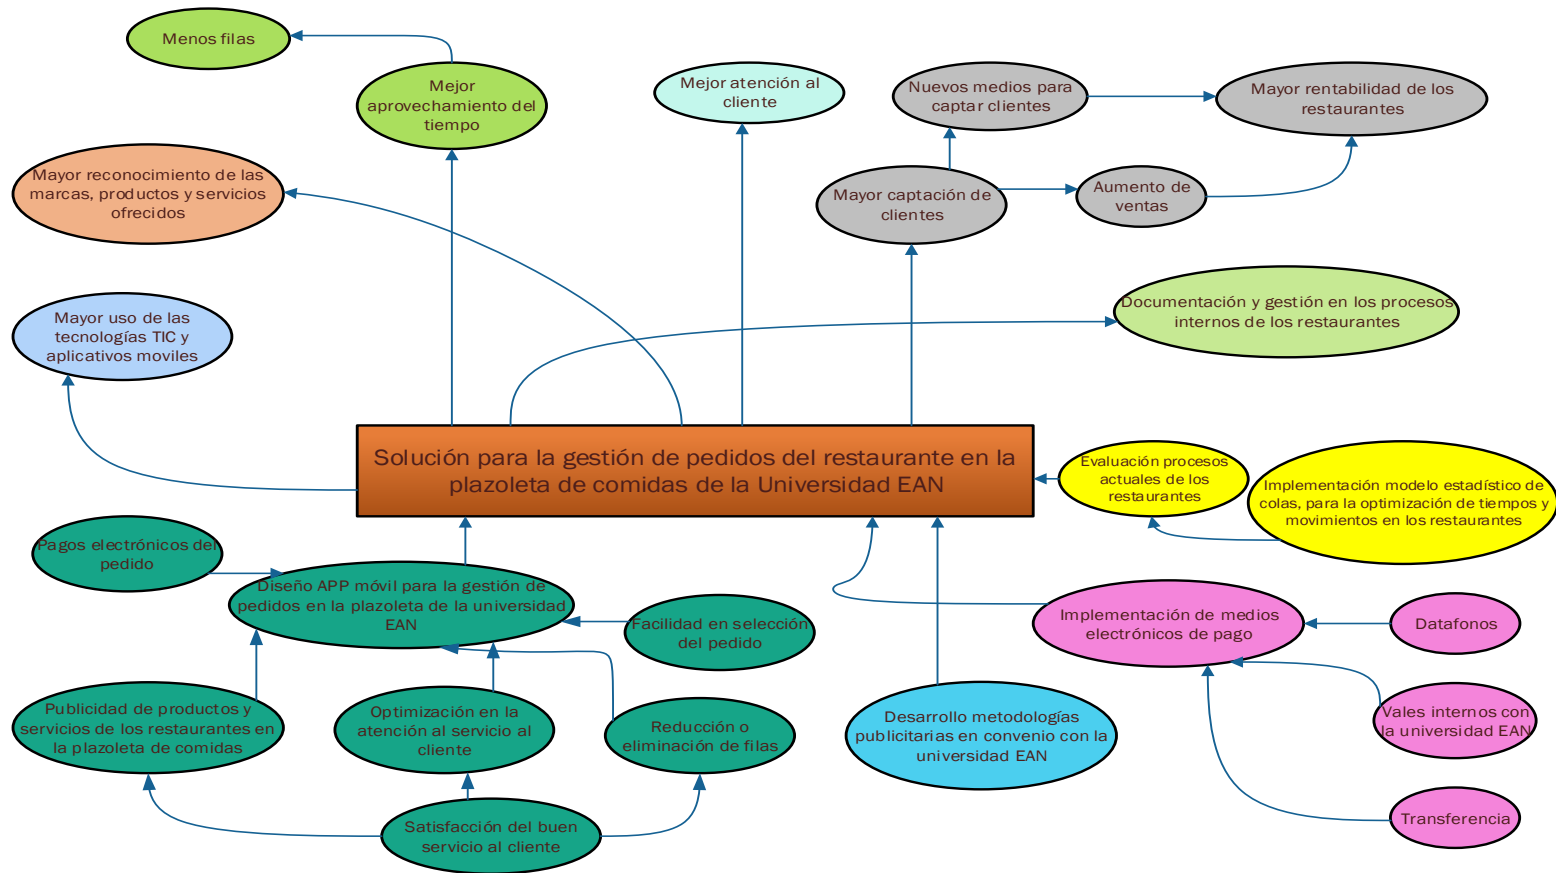 Menos filas
Mejor
aprovechamiento del
tiempo
Mejor atención al
cliente
Nuevos medios para
captar clientes
Mayor rentabilidad de los
restaurantes
Mayor reconocimiento de las
marcas, productos y servicios
ofrecidos
Mayor captación de
clientes
Aumento de
ventas
Mayor uso de las
tecnologías TIC y
aplicativos moviles
Documentación y gestión en los procesos
internos de los restaurantes
Solución para la gestión de pedidos del restaurante en la
plazoleta de comidas de la Universidad EAN
Evaluación procesos
actuales de los
restaurantes
Implementación modelo estadístico de
colas, para la optimización de tiempos y
movimientos en los restaurantes
Pagos electrónicos del
pedido
Diseño APP móvil para la gestión de
pedidos en la plazoleta de la universidad
EAN
Facilidad en selección
del pedido
Implementación de medios
electrónicos de pago
Datafonos
Publicidad de productos y
servicios de los restaurantes en
la plazoleta de comidas
Optimización en la
atención al servicio al
cliente
Reducción o
eliminación de filas
Desarrollo metodologías
publicitarias en convenio con la
universidad EAN
Vales internos con
la universidad EAN
Satisfacción del buen
servicio al cliente
Transferencia